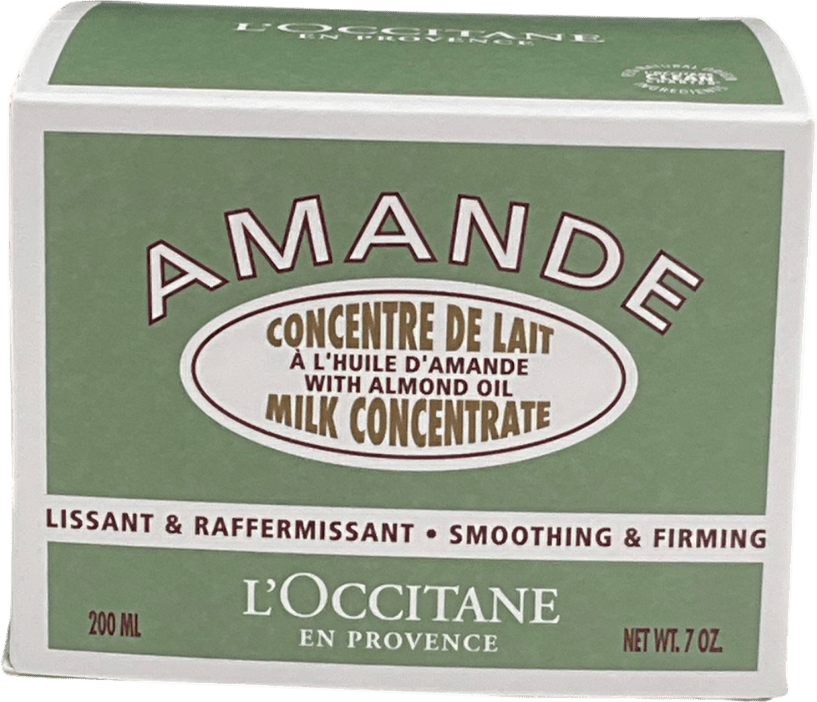 L'OCCITANE
EN PROVENCE
AMANDE
CONCENTRE DE LAIT
À L'HUILE D'AMANDE
WITH ALMOND OIL
MILK CONCENTRATE
LISSANT & RAFFERMISSANT • SMOOTHING & FIRMING
L'OCCITANE
EN PROVENCE
200 ML
NET WT. 7 OZ.